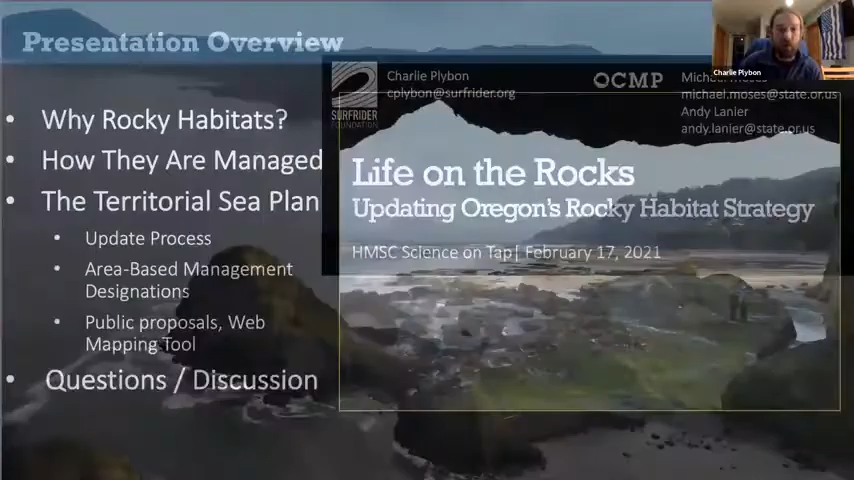 Presentation Overview
Charlie Plybon
Charlie Plybon
cplybon@surfrider.org
SURFRIDER
FOUNDATION
OCMP
michael.moses@state.or.us
Andy Lanier
andy.lanier@state.or.us
Why Rocky Habitats?
How They Are Managed
The Territorial Sea Plan
Update Process
Area-Based Management
Designations
Public proposals, Web
Mapping Tool
Questions / Discussion
Life on the Rocks
Updating Oregon's Rocky Habitat Strategy
HMSC Science on Tap| February 17, 2021